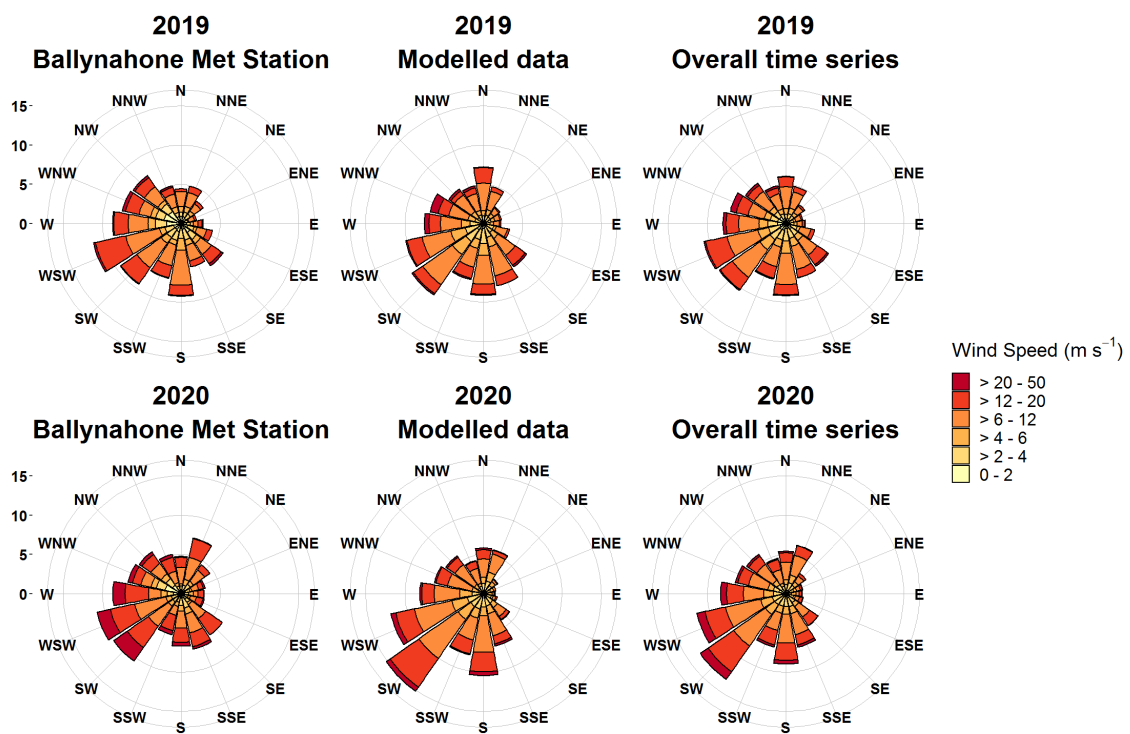 2019 2019 2019
Ballynahone Met Station Modelled data Overall time series
N N N
NNW NNE NNW NNE NNW NNE
15-
NW NE NW NE NW NE
10-
WNW ENE WNW ENE WNW ENE
5-
0- W E W E W E
WSW ESE WSW ESE WSW ESE
SW SE SW SE SW SE
SSW SSE SSW SSE SSW SSE
S S S
2020 2020 2020
Ballynahone Met Station Modelled data Overall time series
N N N
NNW NNE NNW NNE NNW NNE
15-
NW NE NW NE NW NE
10-
WNW ENE WNW ENE WNW ENE
5-
0- W E W E W E
WSW ESE WSW ESE WSW ESE
SW SE SW SE SW SE
SSW SSE SSW SSE SSW SSE
S S S
Wind Speed (m s⁻¹)
> 20 - 50
> 12 - 20
> 6 - 12
> 4 - 6
> 2 - 4
0 - 2